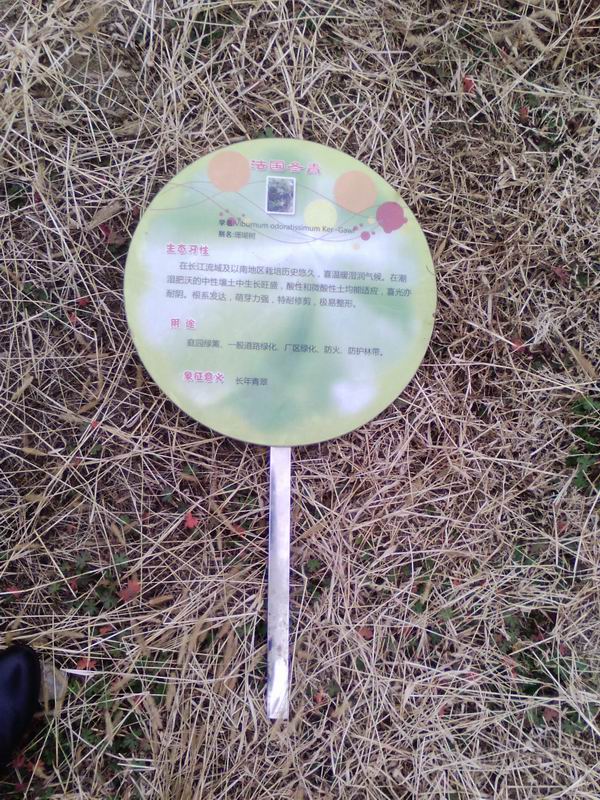 法国冬青
学名:Viburnum odoratissimum Ker -Gawl
别名:珊瑚树
生态习性
在长江流域及以南地区栽培历史悠久，喜温暖湿润气候。在潮
湿肥沃的中性壤土中生长旺盛，酸性和微酸性土均能适应，喜光亦
耐阴。根系发达，萌芽力强，特耐修剪，极易整形。
用 途
庭园绿篱、一般道路绿化、厂区绿化、防火、防护林带。
象征意义 长年青翠